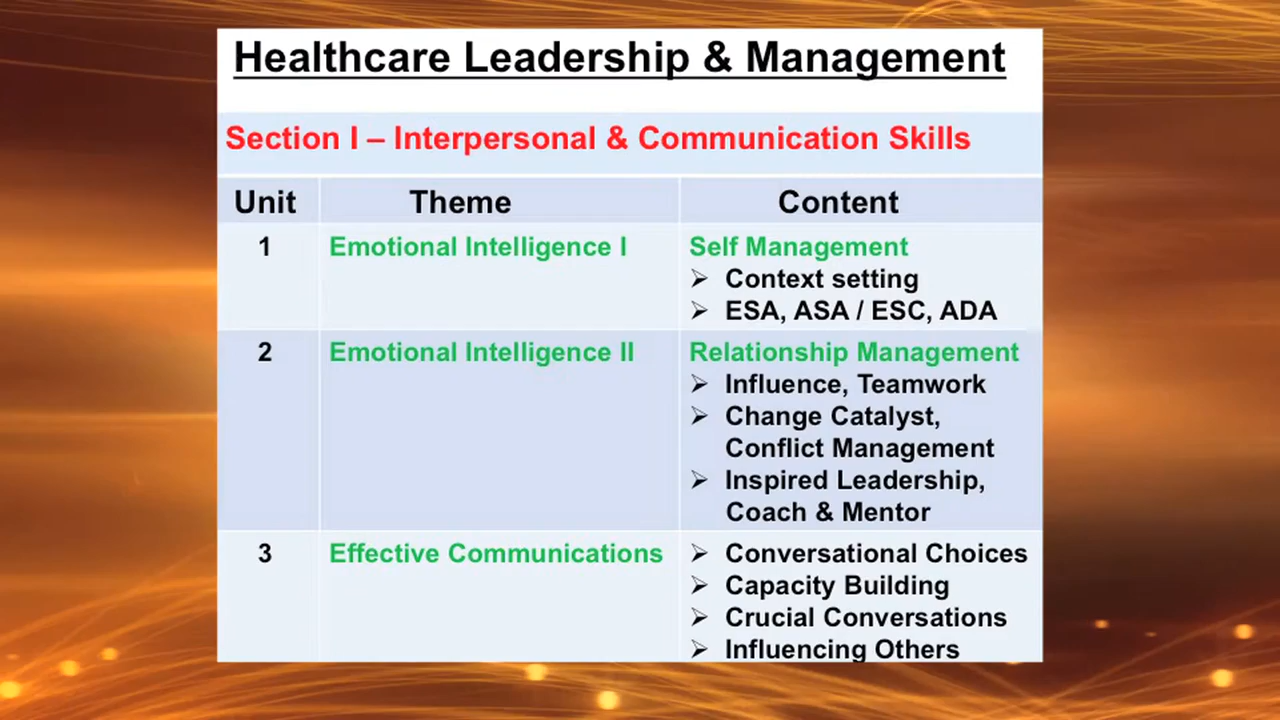 Healthcare Leadership & Management
Section I – Interpersonal & Communication Skills
Unit Theme Content
1 Emotional Intelligence I Self Management
➢ Context setting
➢ ESA, ASA / ESC, ADA
2 Emotional Intelligence II Relationship Management
➢ Influence, Teamwork
➢ Change Catalyst,
Conflict Management
➢ Inspired Leadership,
Coach & Mentor
3 Effective Communications ➢ Conversational Choices
➢ Capacity Building
➢ Crucial Conversations
➢ Influencing Others